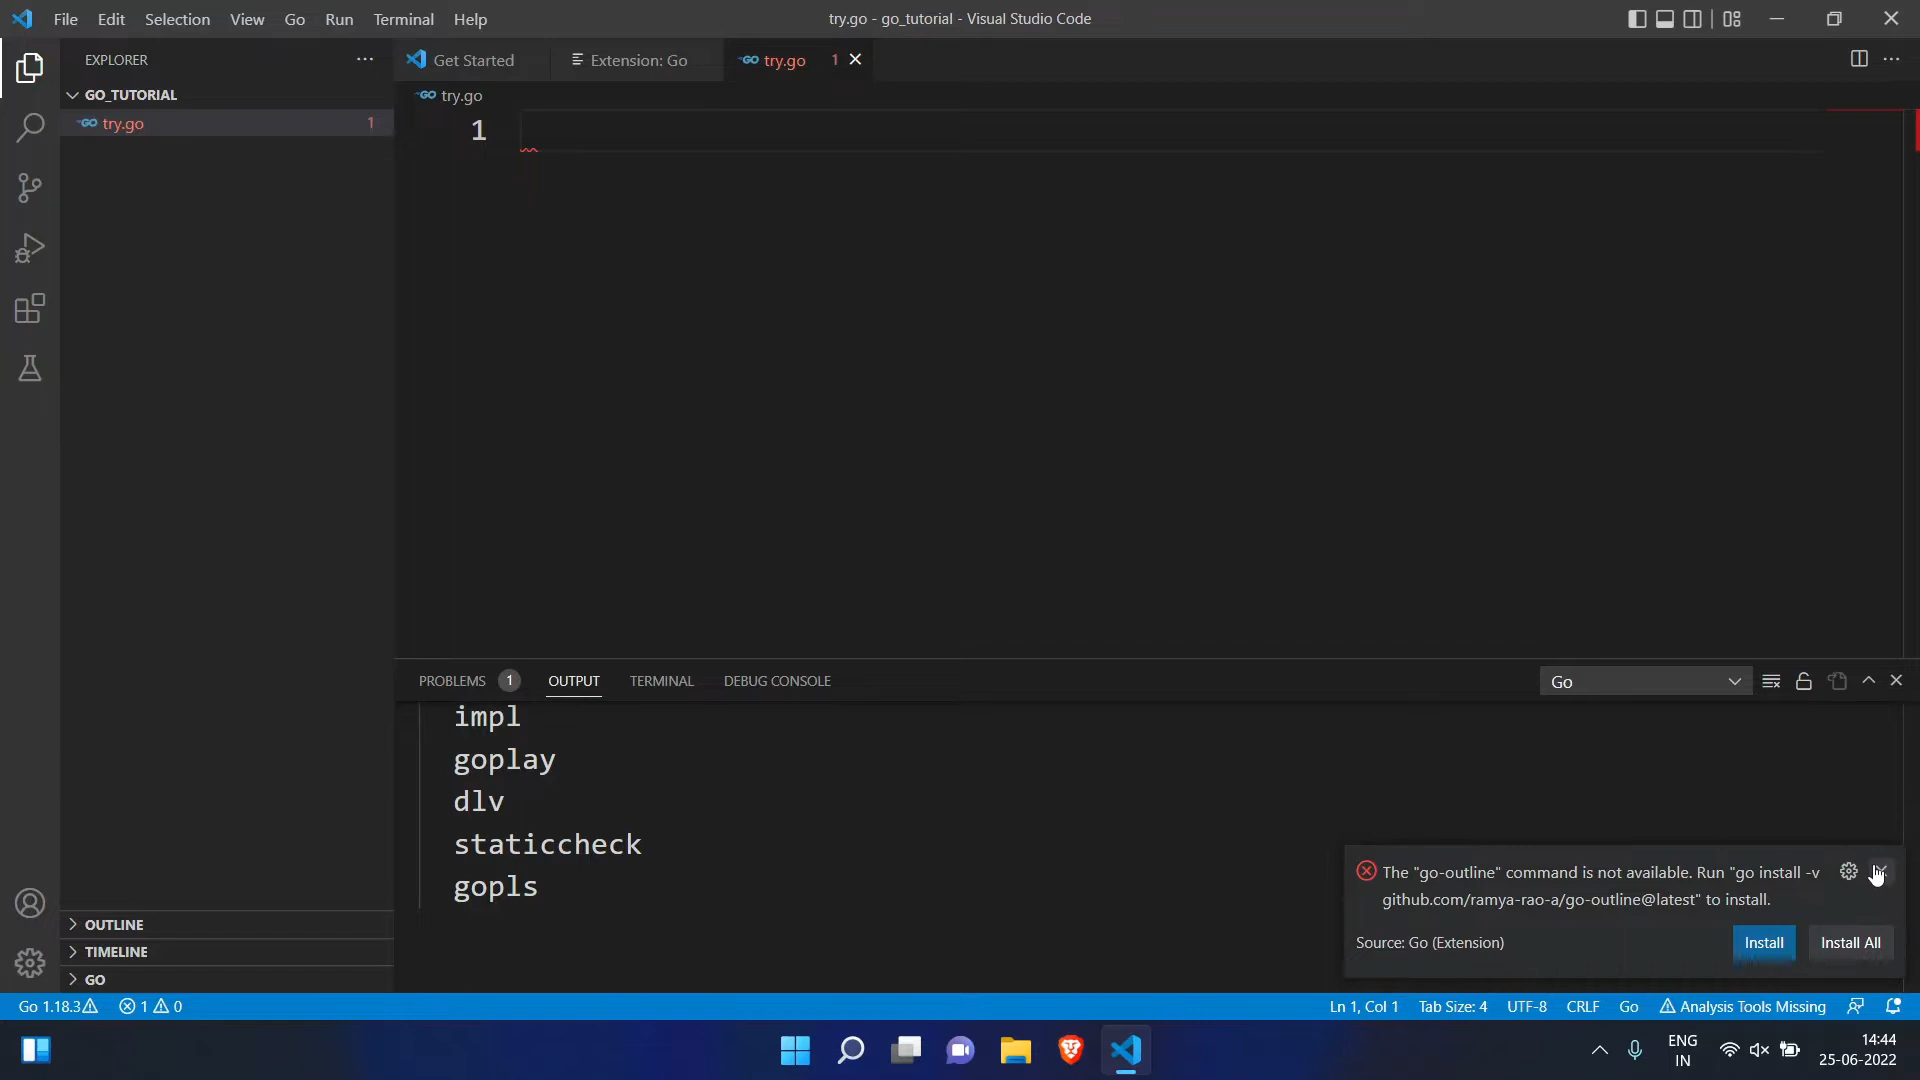 File Edit Selection View Go Run Terminal Help
try.go - go_tutorial - Visual Studio Code
EXPLORER
Get Started
Extension: Go
GO try.go 1
GO_TUTORIAL
GO try.go
GO try.go 1
1
PROBLEMS 1 OUTPUT TERMINAL DEBUG CONSOLE
Go
impl
goplay
dlv
staticcheck
gopls
The "go-outline" command is not available. Run "go install -v
github.com/ramya-rao-a/go-outline@latest" to install.
Source: Go (Extension)
Install
Install All
OUTLINE
TIMELINE
GO
Go 1.18.3
1 0
Ln 1, Col 1
Tab Size: 4
UTF-8
CRLF
Go
Analysis Tools Missing
ENG
IN
14:44
25-06-2022